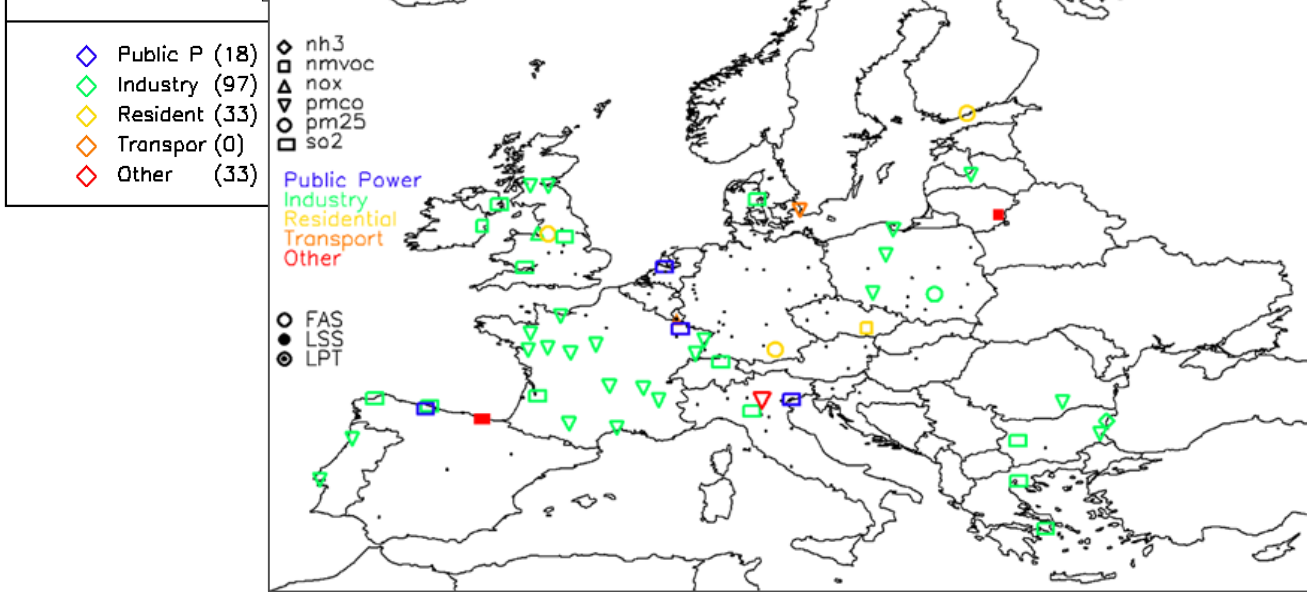 Public P (18)
Industry (97)
Resident (33)
Transpor (0)
Other (33)
nh3
nmvoc
nox
pmco
pm25
so2
Public Power
Industry
Residential
Transport
Other
FAS
LSS
LPT